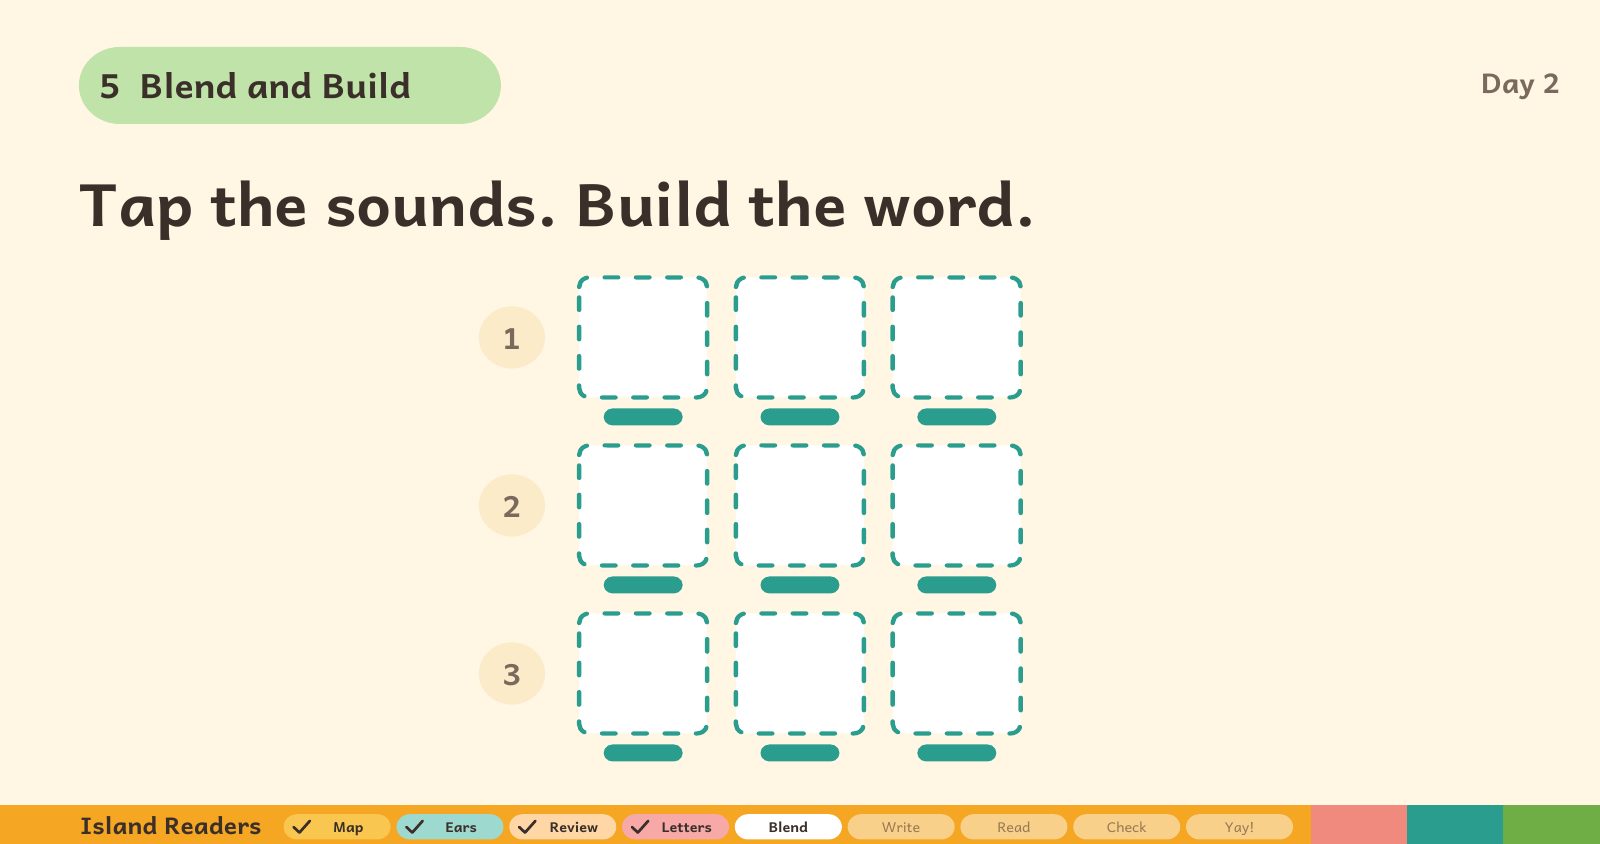 5 Blend and Build
Day 2
Tap the sounds. Build the word.
1
2
3
Island Readers
Map
Ears
Review
Letters
Blend
Write
Read
Check
Yay!